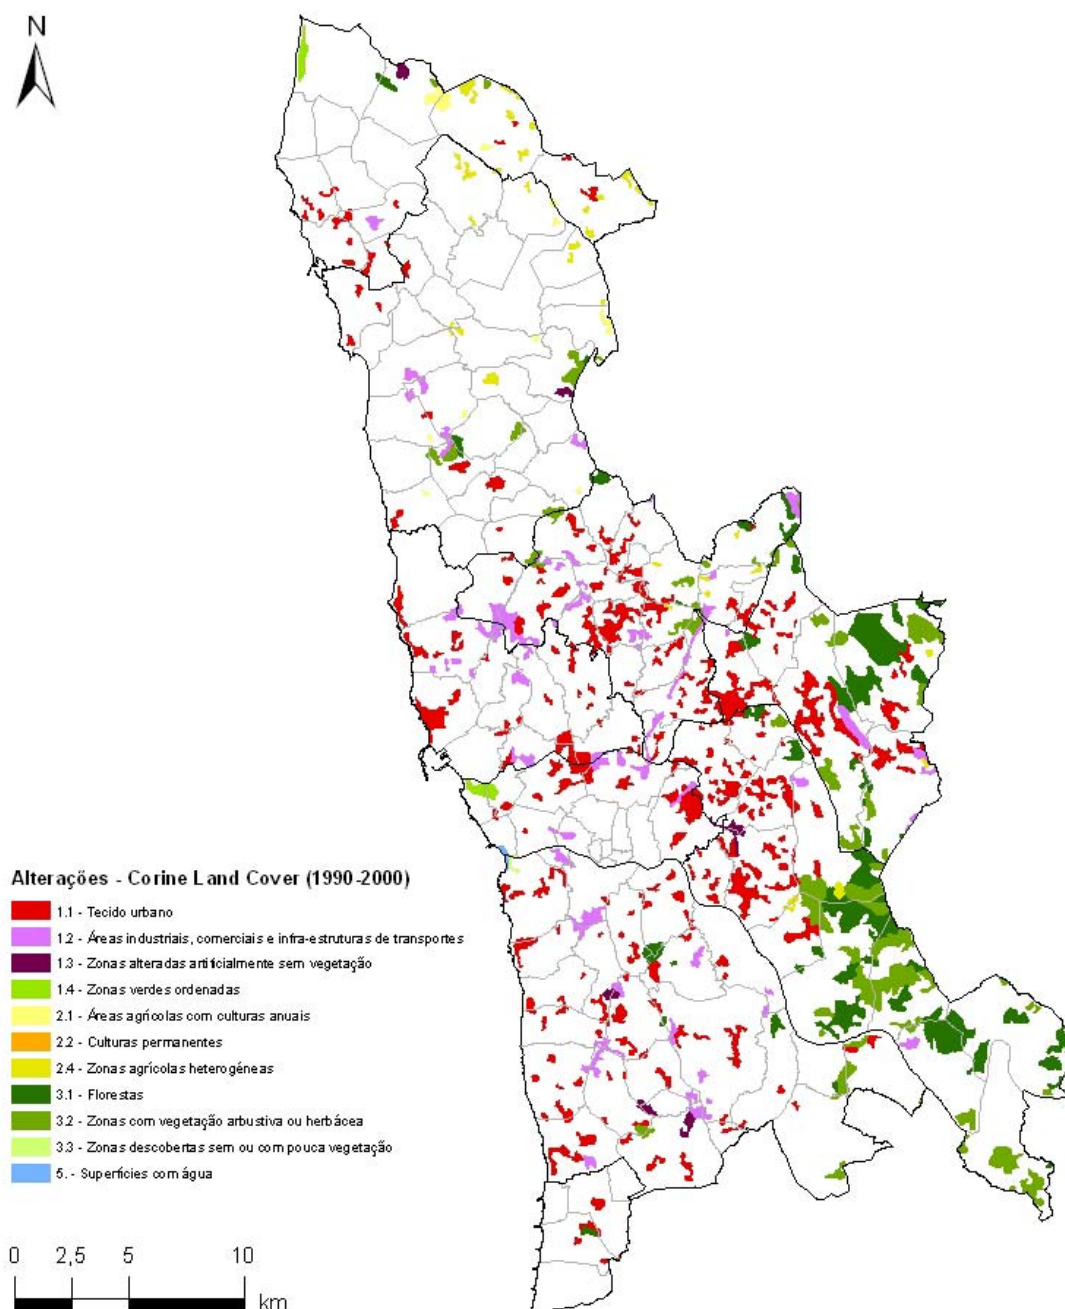 N
Alterações - Corine Land Cover (1990-2000)
1.1 - Tecido urbano
1.2 - Áreas industriais, comerciais e infra-estruturas de transportes
1.3 - Zonas alteradas artificialmente sem vegetação
1.4 - Zonas verdes ordenadas
2.1 - Áreas agrícolas com culturas anuais
2.2 - Culturas permanentes
2.4 - Zonas agrícolas heterogéneas
3.1 - Florestas
3.2 - Zonas com vegetação arbustiva ou herbácea
3.3 - Zonas descobertas sem ou com pouca vegetação
5. - Superfícies com água
0 2,5 5 10
km